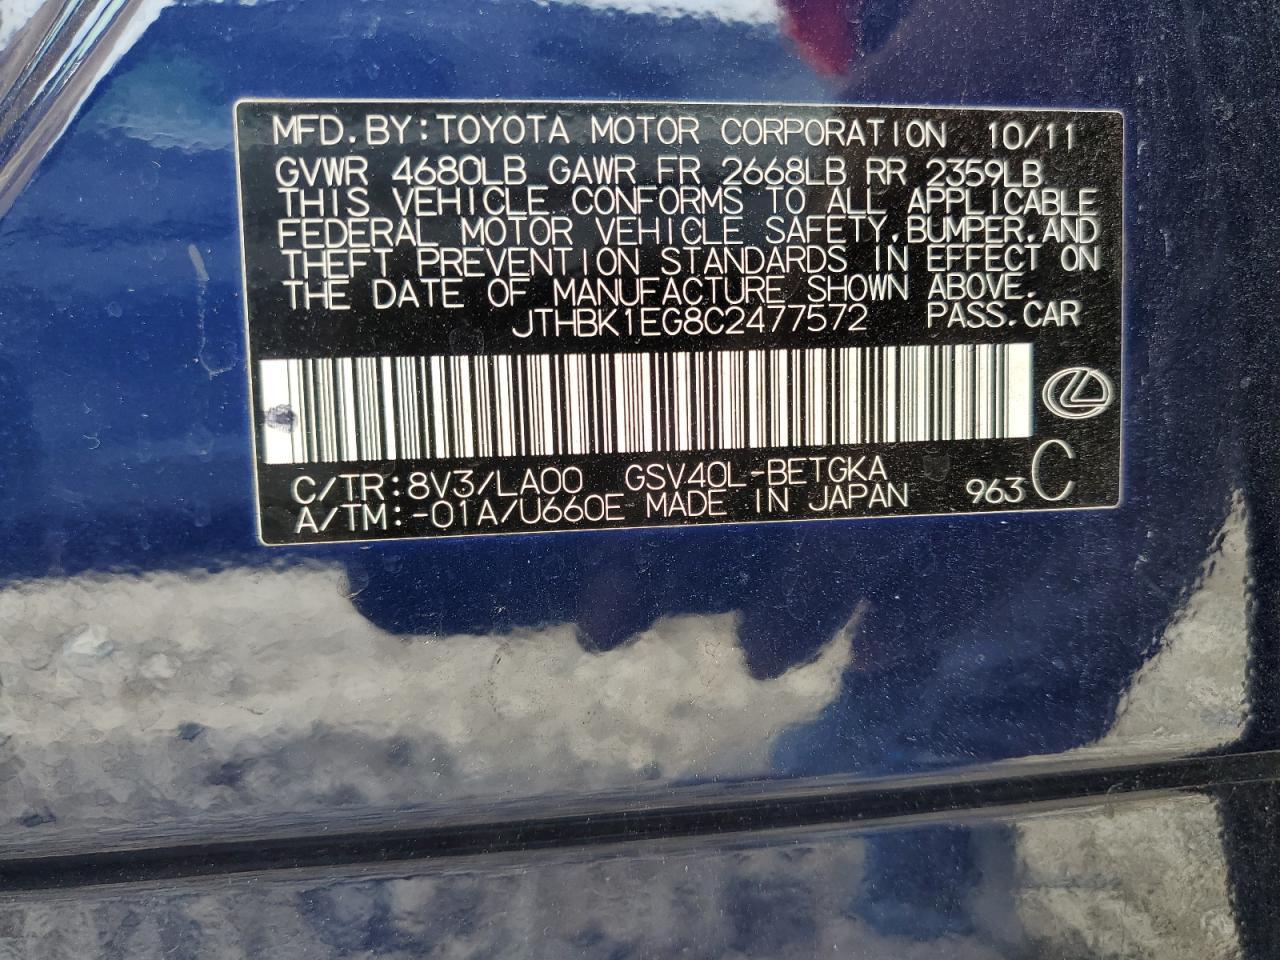 MFD.BY:TOYOTA MOTOR CORPORATION 10/11
GVWR 4680LB GAWR FR 2668LB RR 2359LB
THIS VEHICLE CONFORMS TO ALL APPLICABLE
FEDERAL MOTOR VEHICLE SAFETY,BUMPER,AND
THEFT PREVENTION STANDARDS IN EFFECT ON
THE DATE OF MANUFACTURE SHOWN ABOVE.
JTHBK1EG8C2477572 PASS.CAR
C/TR:8V3/LA00 GSV40L-BETGKA
A/TM:-01A/U660E MADE IN JAPAN 963 C